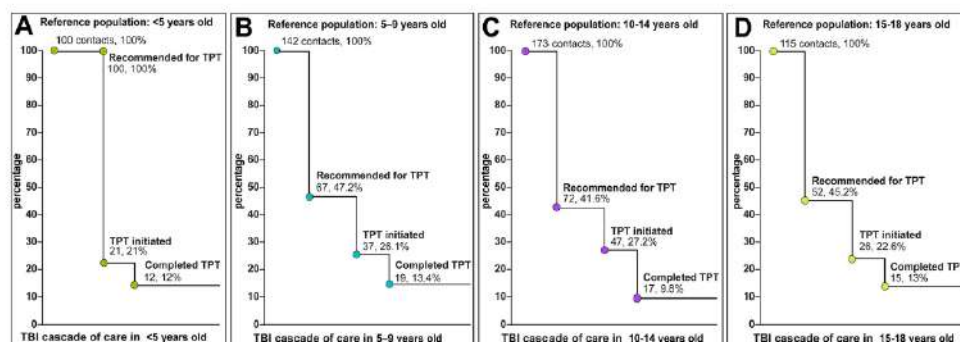 A
Reference population: <5 years old
100 contacts, 100%
Recommended for TPT
100, 100%
TPT initiated
21, 21%
Completed TPT
12, 12%
percentage
100
90
80
70
60
50
40
30
20
10
0
TBI cascade of care in <5 years old
B
Reference population: 5–9 years old
142 contacts, 100%
Recommended for TPT
67, 47.2%
TPT initiated
37, 26.1%
Completed TPT
19, 13.4%
percentage
100
90
80
70
60
50
40
30
20
10
0
TBI cascade of care in 5–9 years old
C
Reference population: 10-14 years old
173 contacts, 100%
Recommended for TPT
72, 41.6%
TPT initiated
47, 27.2%
Completed TPT
17, 9.8%
percentage
100
90
80
70
60
50
40
30
20
10
0
TBI cascade of care in 10-14 years old
D
Reference population: 15-18 years old
115 contacts, 100%
Recommended for TPT
52, 45.2%
TPT initiated
26, 22.6%
Completed TPT
15, 13%
percentage
100
90
80
70
60
50
40
30
20
10
0
TBI cascade of care in 15-18 years old